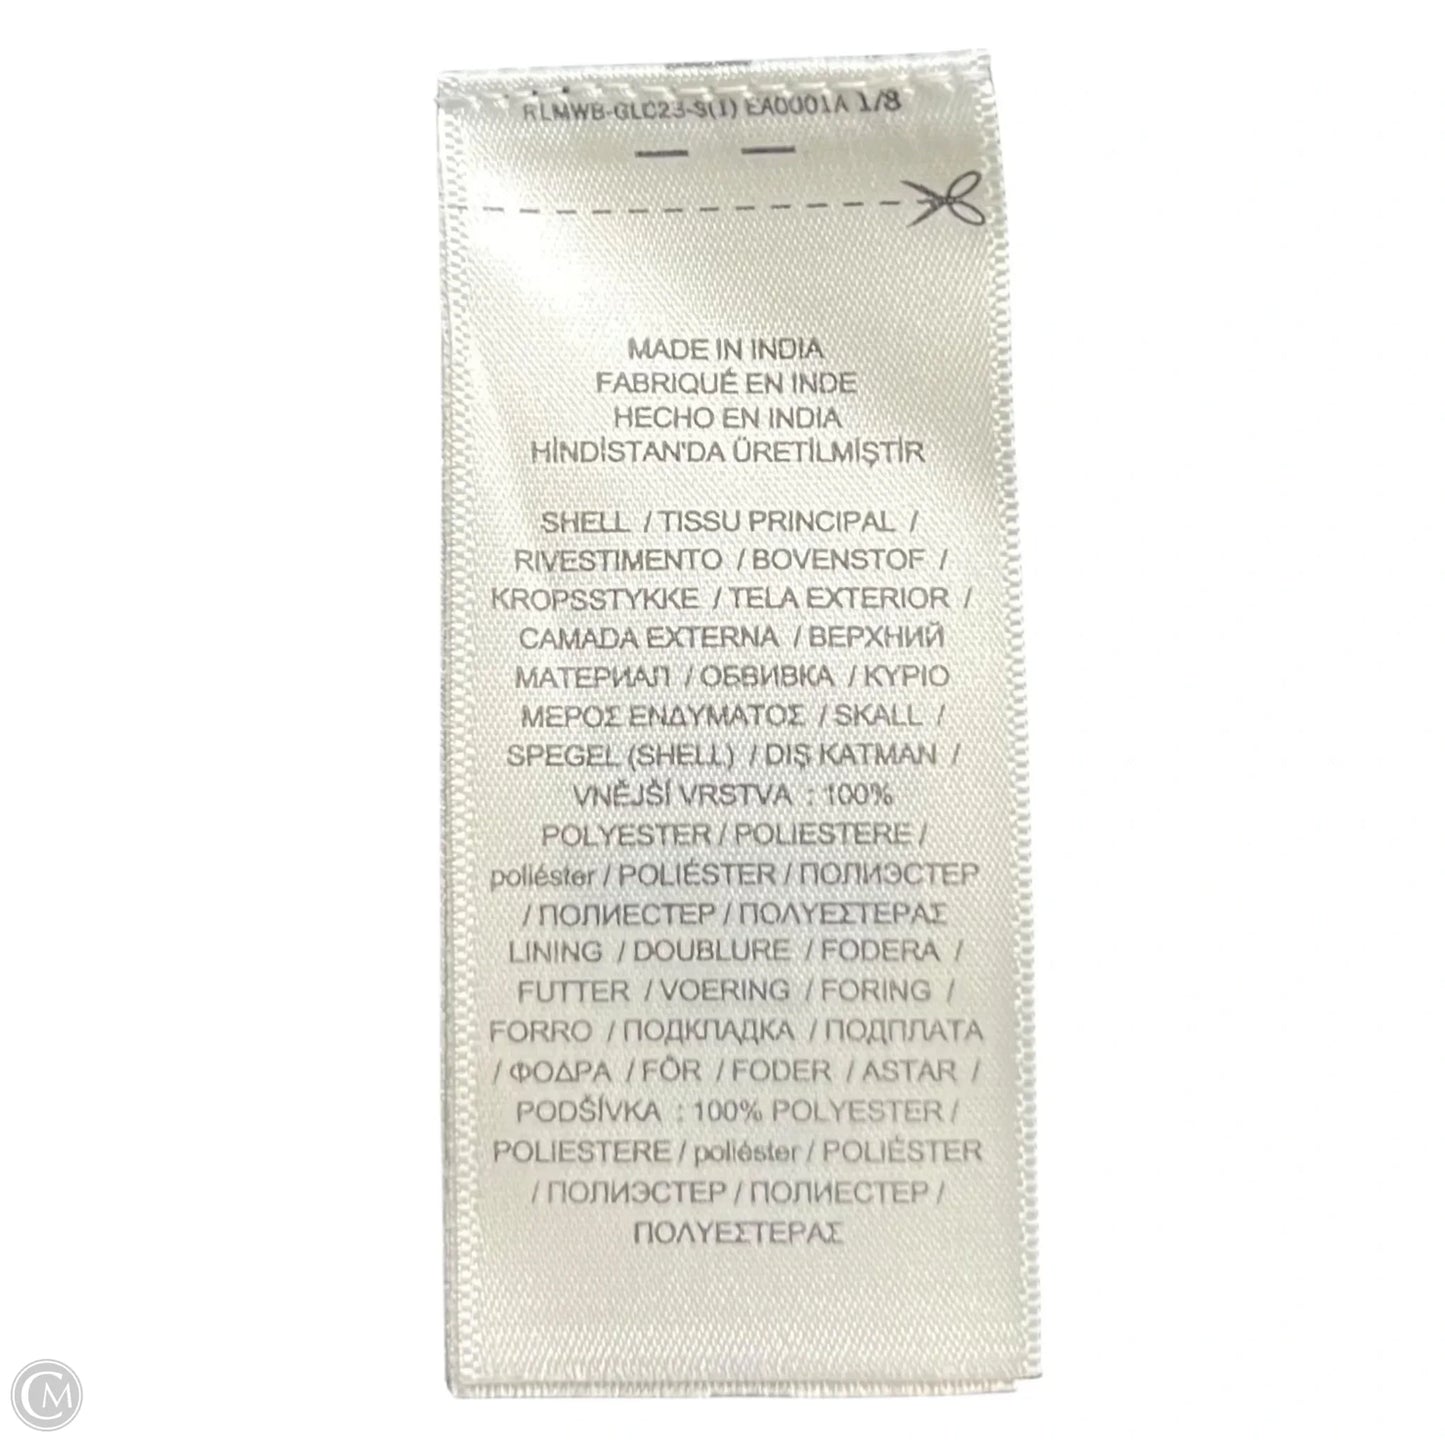 RLMWB-GLC23-S(1) EA0001A 1/8
MADE IN INDIA
FABRIQUÉ EN INDE
HECHO EN INDIA
HİNDİSTAN'DA ÜRETİLMİŞTİR
SHELL / TISSU PRINCIPAL /
RIVESTIMENTO / BOVENSTOF /
KROPSSTYKKE / TELA EXTERIOR /
CAMADA EXTERNA / ВЕРХНИЙ
МАТЕРИАЛ / ОБВИВКА / ΚΥΡΙΟ
ΜΕΡΟΣ ΕΝΔΥΜΑΤΟΣ / SKALL /
SPEGEL (SHELL) / DIŞ KATMAN /
VNĚJŠÍ VRSTVA : 100%
POLYESTER / POLIESTERE /
poliéster / POLIÉSTER / ПОЛИЭСТЕР
/ ПОЛИЕСТЕР / ΠΟΛΥΕΣΤΕΡΑΣ
LINING / DOUBLURE / FODERA /
FUTTER / VOERING / FORING /
FORRO / ПОДКЛАДКА / ПОДПЛАТА
/ ΦΟΔΡΑ / FÔR / FODER / ASTAR /
PODŠÍVKA : 100% POLYESTER /
POLIESTERE / poliéster / POLIÉSTER
/ ПОЛИЭСТЕР / ПОЛИЕСТЕР /
ΠΟΛΥΕΣΤΕΡΑΣ
CM